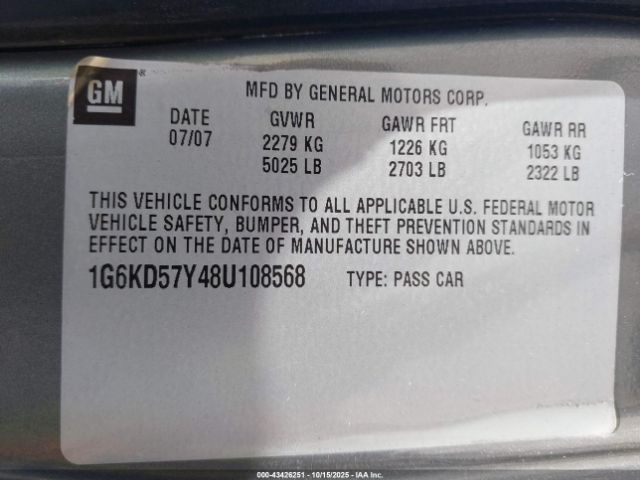 GM®
MFD BY GENERAL MOTORS CORP.
DATE GVWR GAWR FRT GAWR RR
07/07 2279 KG 1226 KG 1053 KG
5025 LB 2703 LB 2322 LB
THIS VEHICLE CONFORMS TO ALL APPLICABLE U.S. FEDERAL MOTOR
VEHICLE SAFETY, BUMPER, AND THEFT PREVENTION STANDARDS IN
EFFECT ON THE DATE OF MANUFACTURE SHOWN ABOVE.
1G6KD57Y48U108568 TYPE: PASS CAR
000-43426251 - 10/15/2025 - IAA Inc.